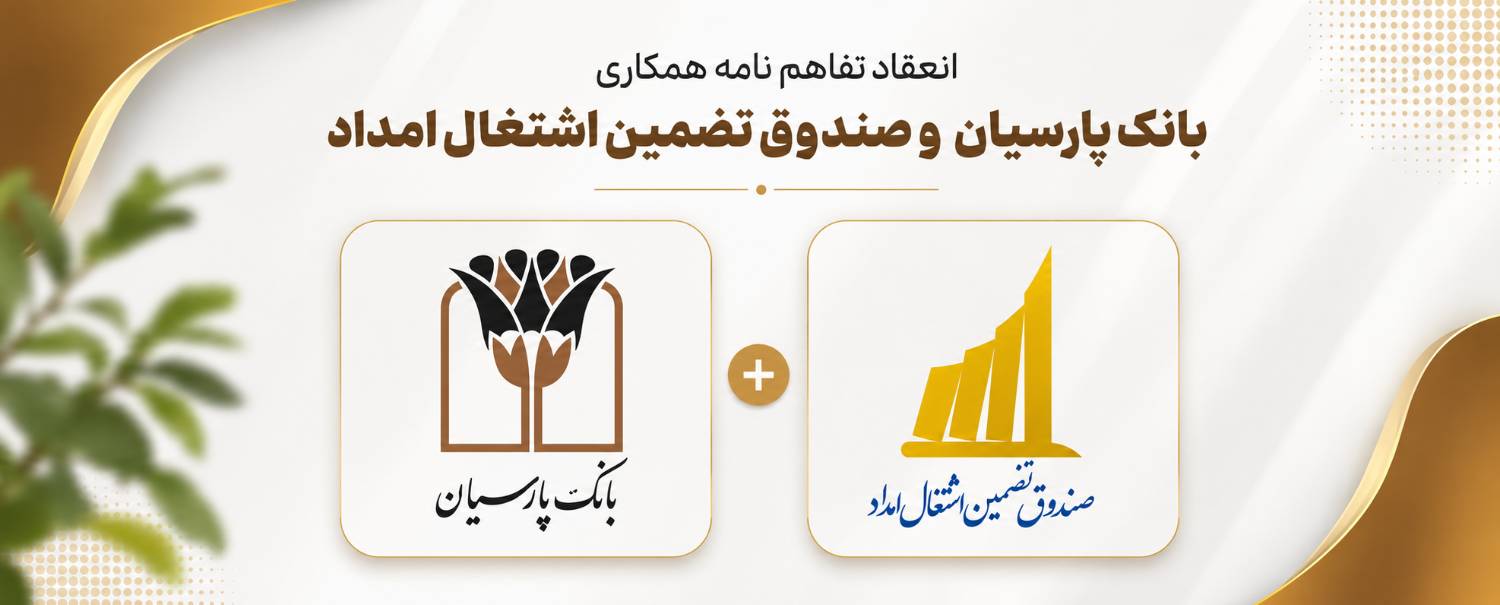 انعقاد تفاهم نامه همکاری
بانک پارسیان و صندوق تضمین اشتغال امداد
صندوق تضمین اشتغال امداد
بانک پارسیان